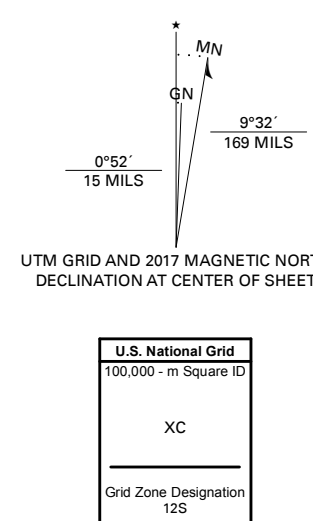 ★
MN
GN
9°32´
169 MILS
0°52´
15 MILS
UTM GRID AND 2017 MAGNETIC NORT
DECLINATION AT CENTER OF SHEET
U.S. National Grid
100,000 - m Square ID
XC
Grid Zone Designation
12S